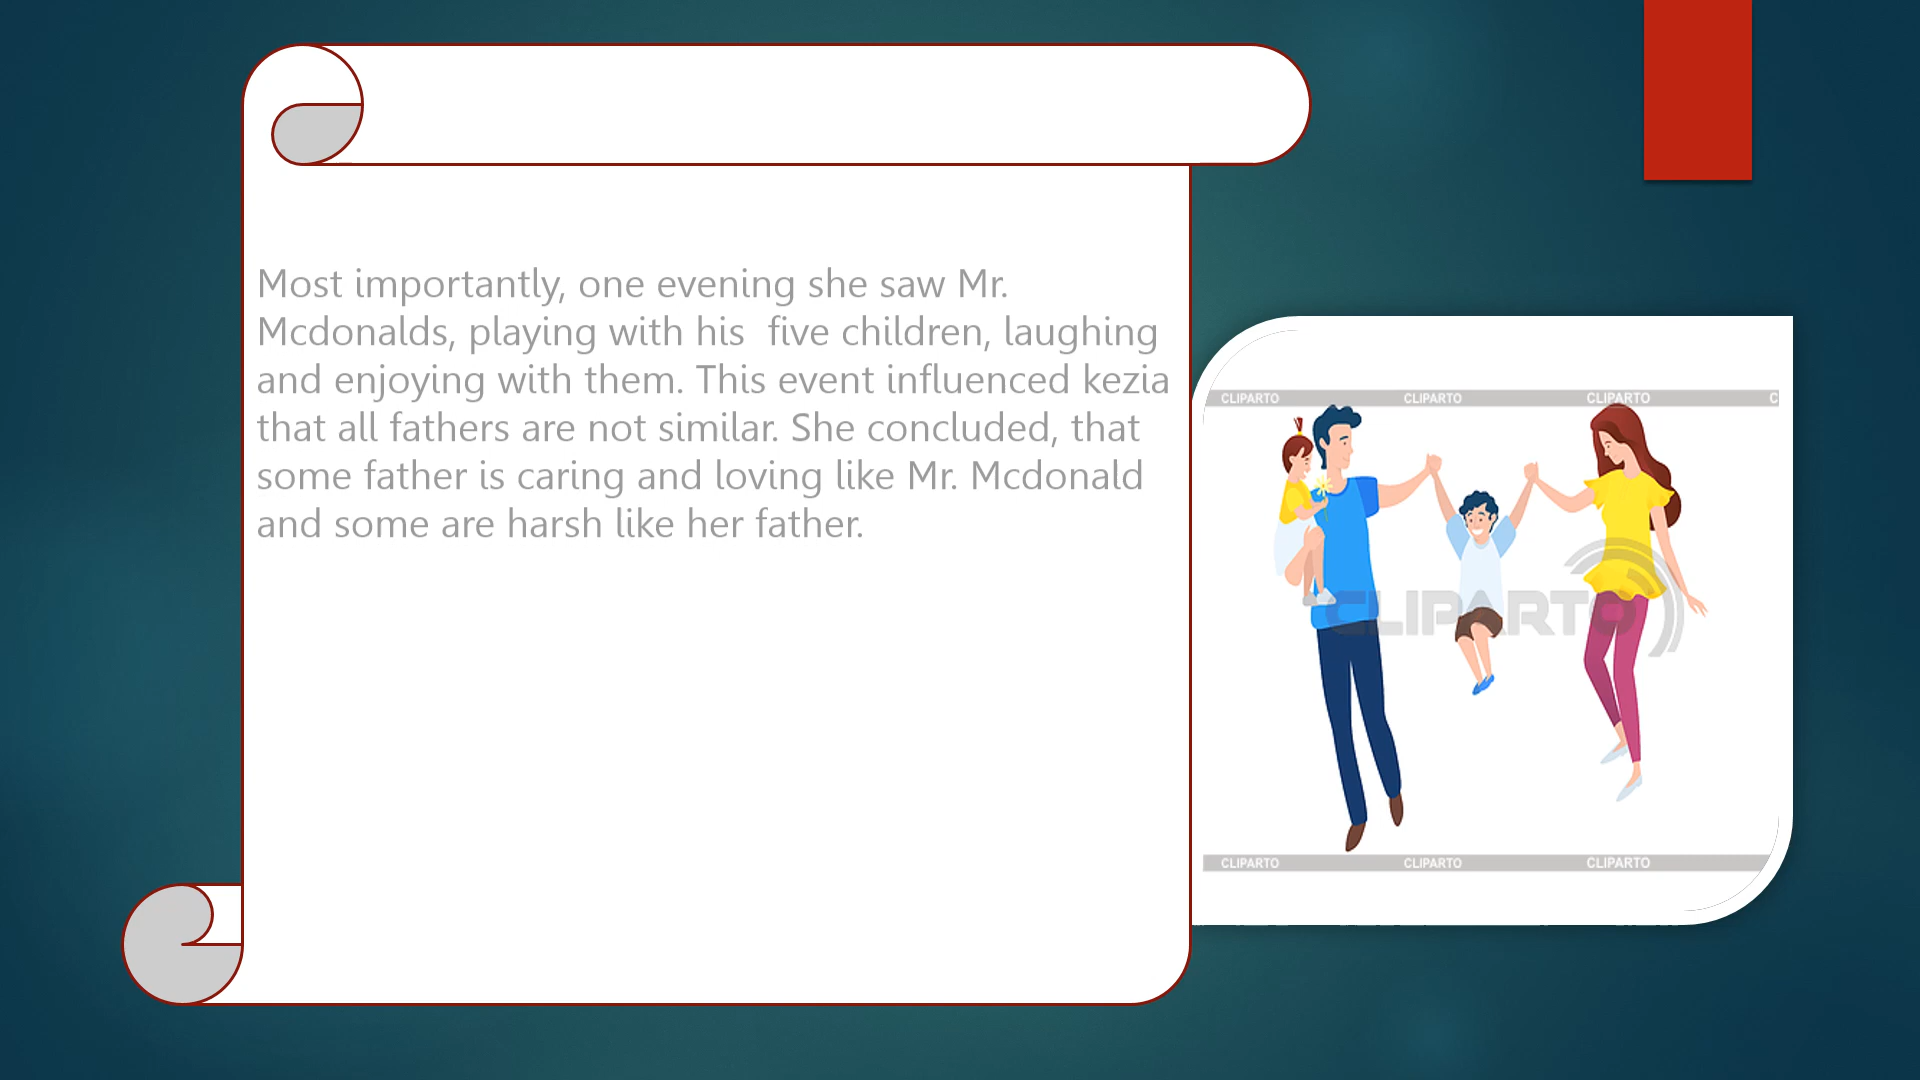 Most importantly, one evening she saw Mr.
Mcdonalds, playing with his  five children, laughing
and enjoying with them. This event influenced kezia
that all fathers are not similar. She concluded, that
some father is caring and loving like Mr. Mcdonald
and some are harsh like her father.
CLIPARTO CLIPARTO CLIPARTO C
CLIPARTO
CLIPARTO CLIPARTO CLIPARTO